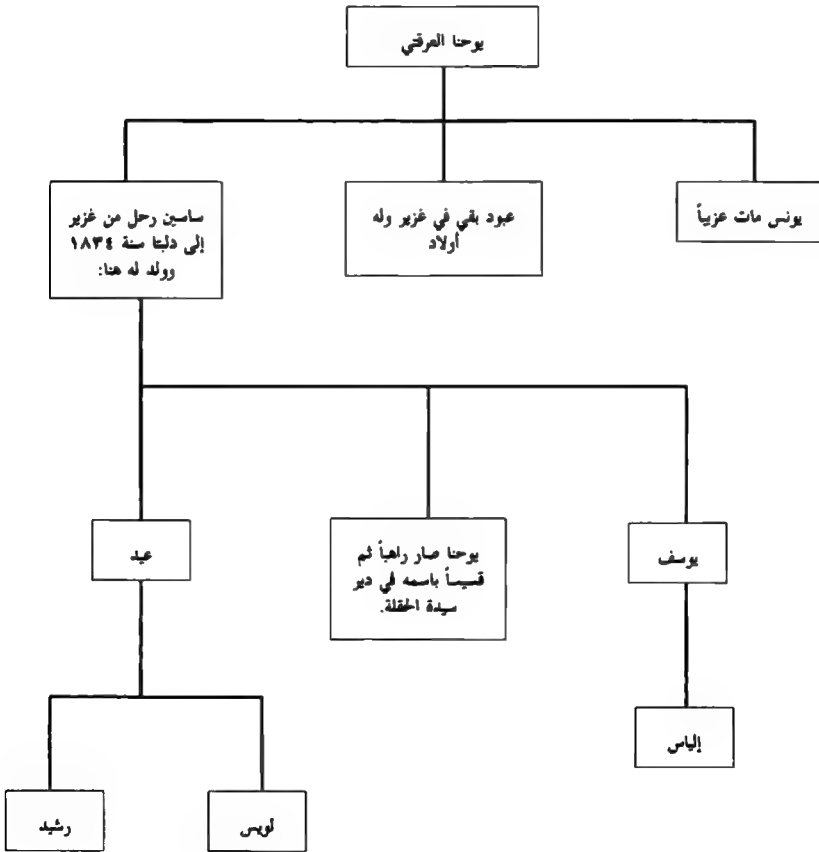 يوحنا العرقتي
يونس مات عزيباً
عبود بقي في غزير وله
أولاد
ساسين رحل من غزير
إلى دلبتا سنة ١٨٣٤
وولد له هنا:
يوسف
يوحنا صار راهباً ثم
قسيساً باسمه في دير
سيدة الحقلة.
عيد
إلياس
لويس
رشيد